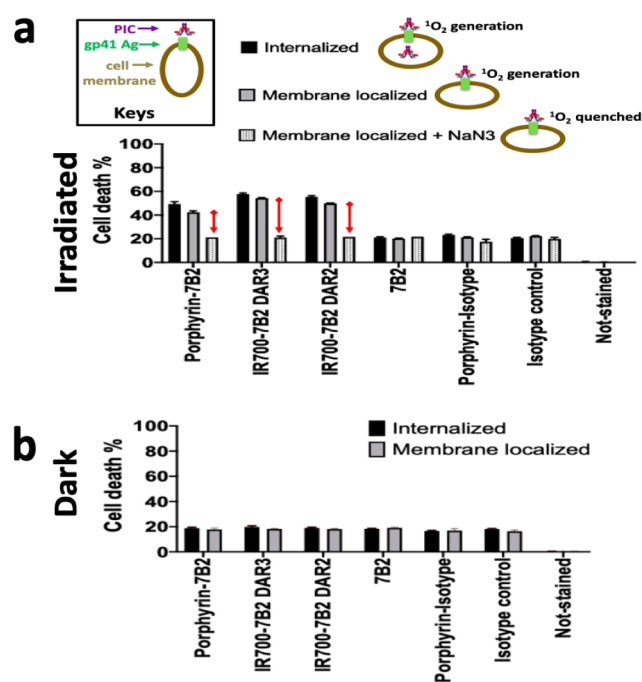 a
PIC
gp41 Ag
cell
membrane
Keys
Internalized
¹O₂ generation
Membrane localized
¹O₂ generation
Membrane localized + NaN3
¹O₂ quenched
Irradiated
Cell death %
100
80
60
40
20
0
Porphyrin-7B2
IR700-7B2 DAR3
IR700-7B2 DAR2
7B2
Porphyrin-Isotype
Isotype control
Not-stained
b
Dark
Cell death %
Internalized
Membrane localized
100
80
60
40
20
0
Porphyrin-7B2
IR700-7B2 DAR3
IR700-7B2 DAR2
7B2
Porphyrin-Isotype
Isotype control
Not-stained